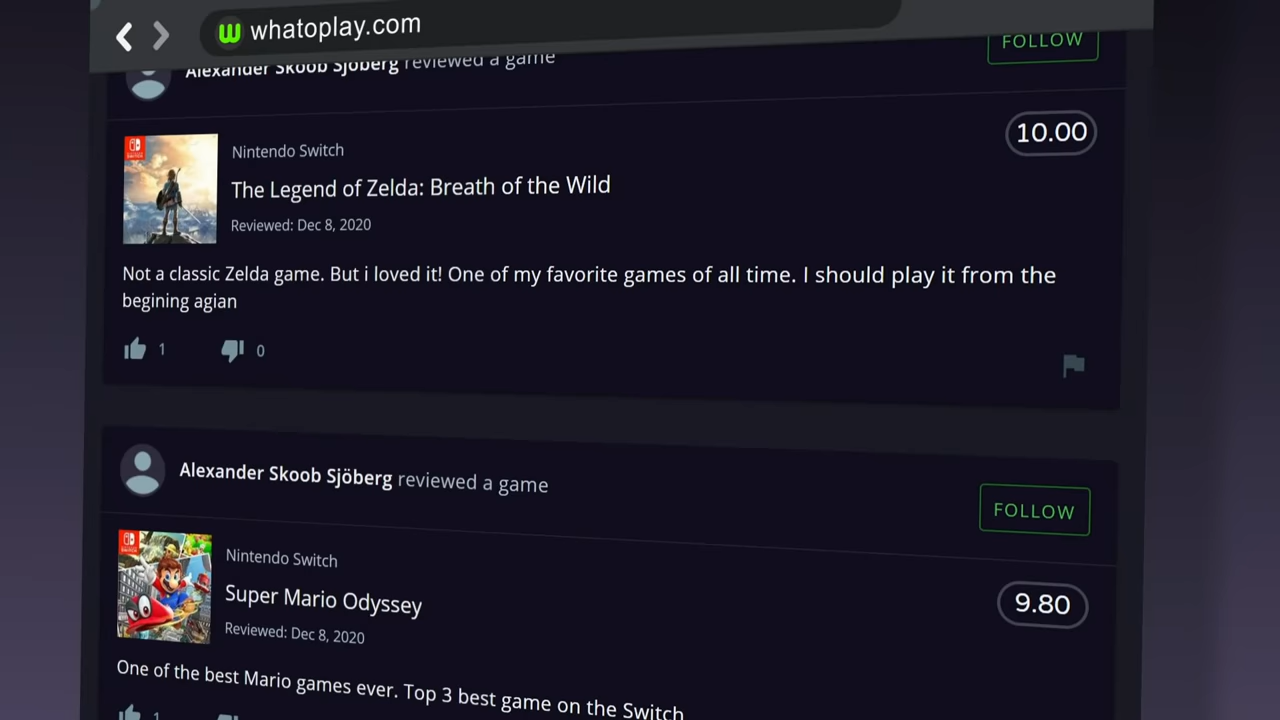 whatoplay.com
Alexander Skoob Sjöberg reviewed a game
FOLLOW
10.00
Nintendo Switch
The Legend of Zelda: Breath of the Wild
Reviewed: Dec 8, 2020
Not a classic Zelda game. But i loved it! One of my favorite games of all time. I should play it from the
begining agian
1 0
Alexander Skoob Sjöberg reviewed a game
FOLLOW
Nintendo Switch
Super Mario Odyssey
9.80
Reviewed: Dec 8, 2020
One of the best Mario games ever. Top 3 best game on the Switch
1